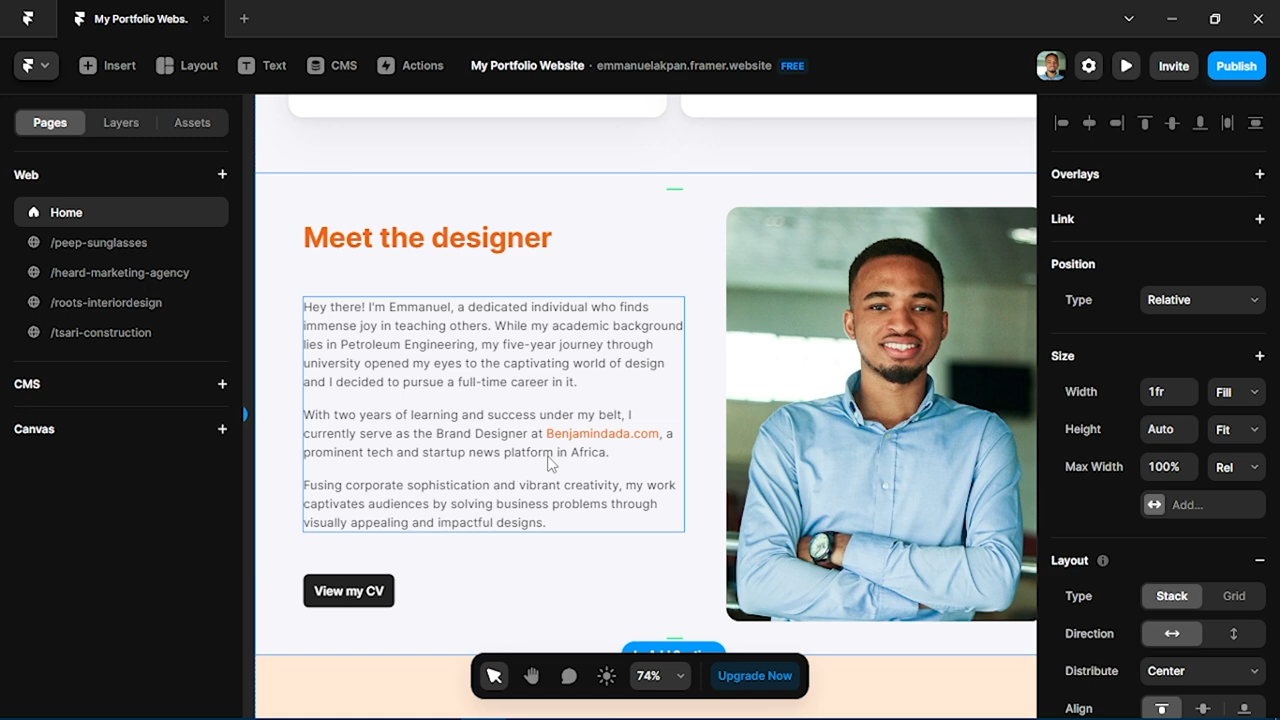 My Portfolio Webs.
Insert
Layout
Text
CMS
Actions
My Portfolio Website · emmanuelakpan.framer.website FREE
Invite
Publish
Pages
Layers
Assets
Web
Home
/peep-sunglasses
/heard-marketing-agency
/roots-interiordesign
/tsari-construction
CMS
Canvas
Meet the designer
Hey there! I'm Emmanuel, a dedicated individual who finds
immense joy in teaching others. While my academic background
lies in Petroleum Engineering, my five-year journey through
university opened my eyes to the captivating world of design
and I decided to pursue a full-time career in it.
With two years of learning and success under my belt, I
currently serve as the Brand Designer at Benjamindada.com, a
prominent tech and startup news platform in Africa.
Fusing corporate sophistication and vibrant creativity, my work
captivates audiences by solving business problems through
visually appealing and impactful designs.
View my CV
74%
Upgrade Now
Overlays
Link
Position
Type Relative
Size
Width 1fr Fill
Height Auto Fit
Max Width 100% Rel
Add...
Layout
Type Stack Grid
Direction
Distribute Center
Align